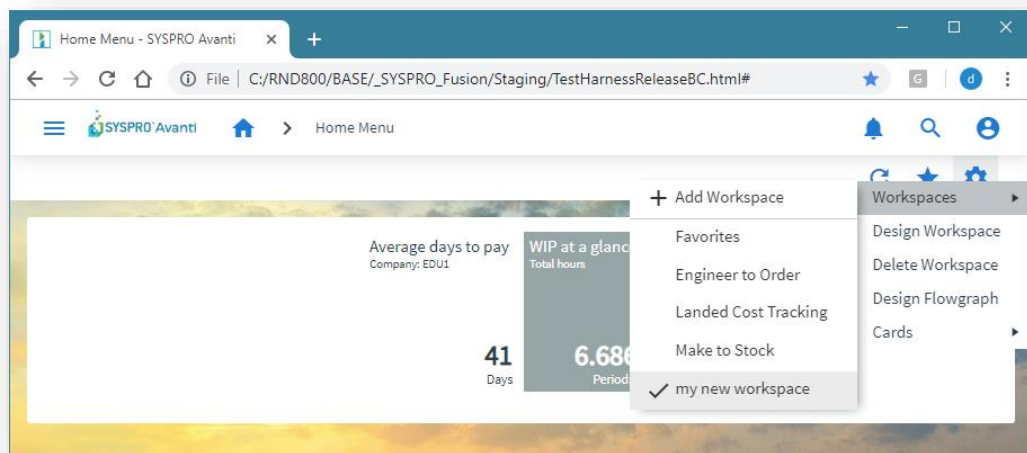 Home Menu - SYSPRO Avanti
File | C:/RND800/BASE/_SYSPRO_Fusion/Staging/TestHarnessReleaseBC.html#
G
d
SYSPRO Avanti
Home Menu
Add Workspace
Workspaces
Favorites
Design Workspace
Engineer to Order
Delete Workspace
Landed Cost Tracking
Design Flowgraph
Make to Stock
Cards
my new workspace
Average days to pay
Company: EDU1
41
Days
WIP at a glanc
Total hours
6.686
Period